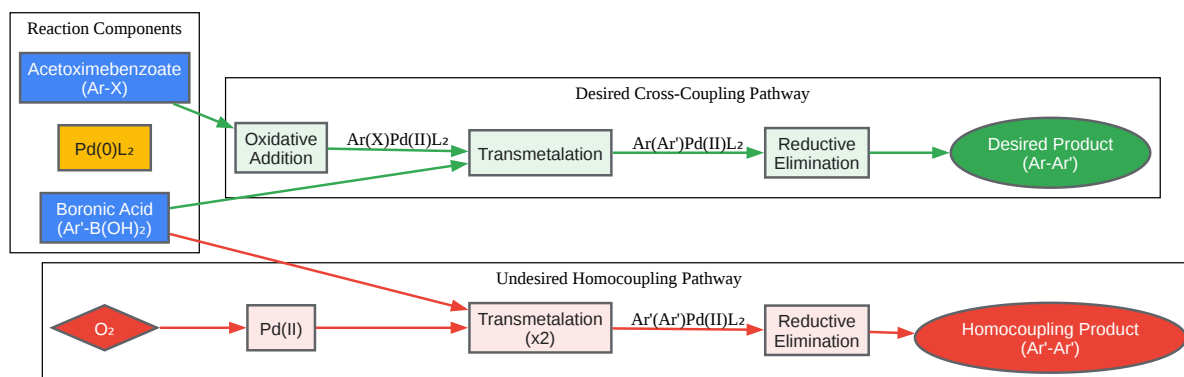 Reaction Components
Acetoximebenzoate
(Ar-X)
Pd(0)L₂
Boronic Acid
(Ar'-B(OH)₂)
Desired Cross-Coupling Pathway
Oxidative
Addition
Ar(X)Pd(II)L₂
Transmetalation
Ar(Ar')Pd(II)L₂
Reductive
Elimination
Desired Product
(Ar-Ar')
Undesired Homocoupling Pathway
O₂
Pd(II)
Transmetalation
(x2)
Ar'(Ar')Pd(II)L₂
Reductive
Elimination
Homocoupling Product
(Ar'-Ar')